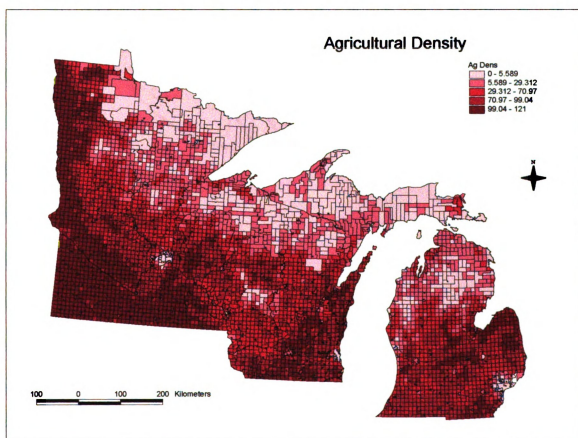 Agricultural Density
Ag Dens
0 - 5.589
5.589 - 29.312
29.312 - 70.97
70.97 - 99.04
99.04 - 121
N
100 0 100 200 Kilometers